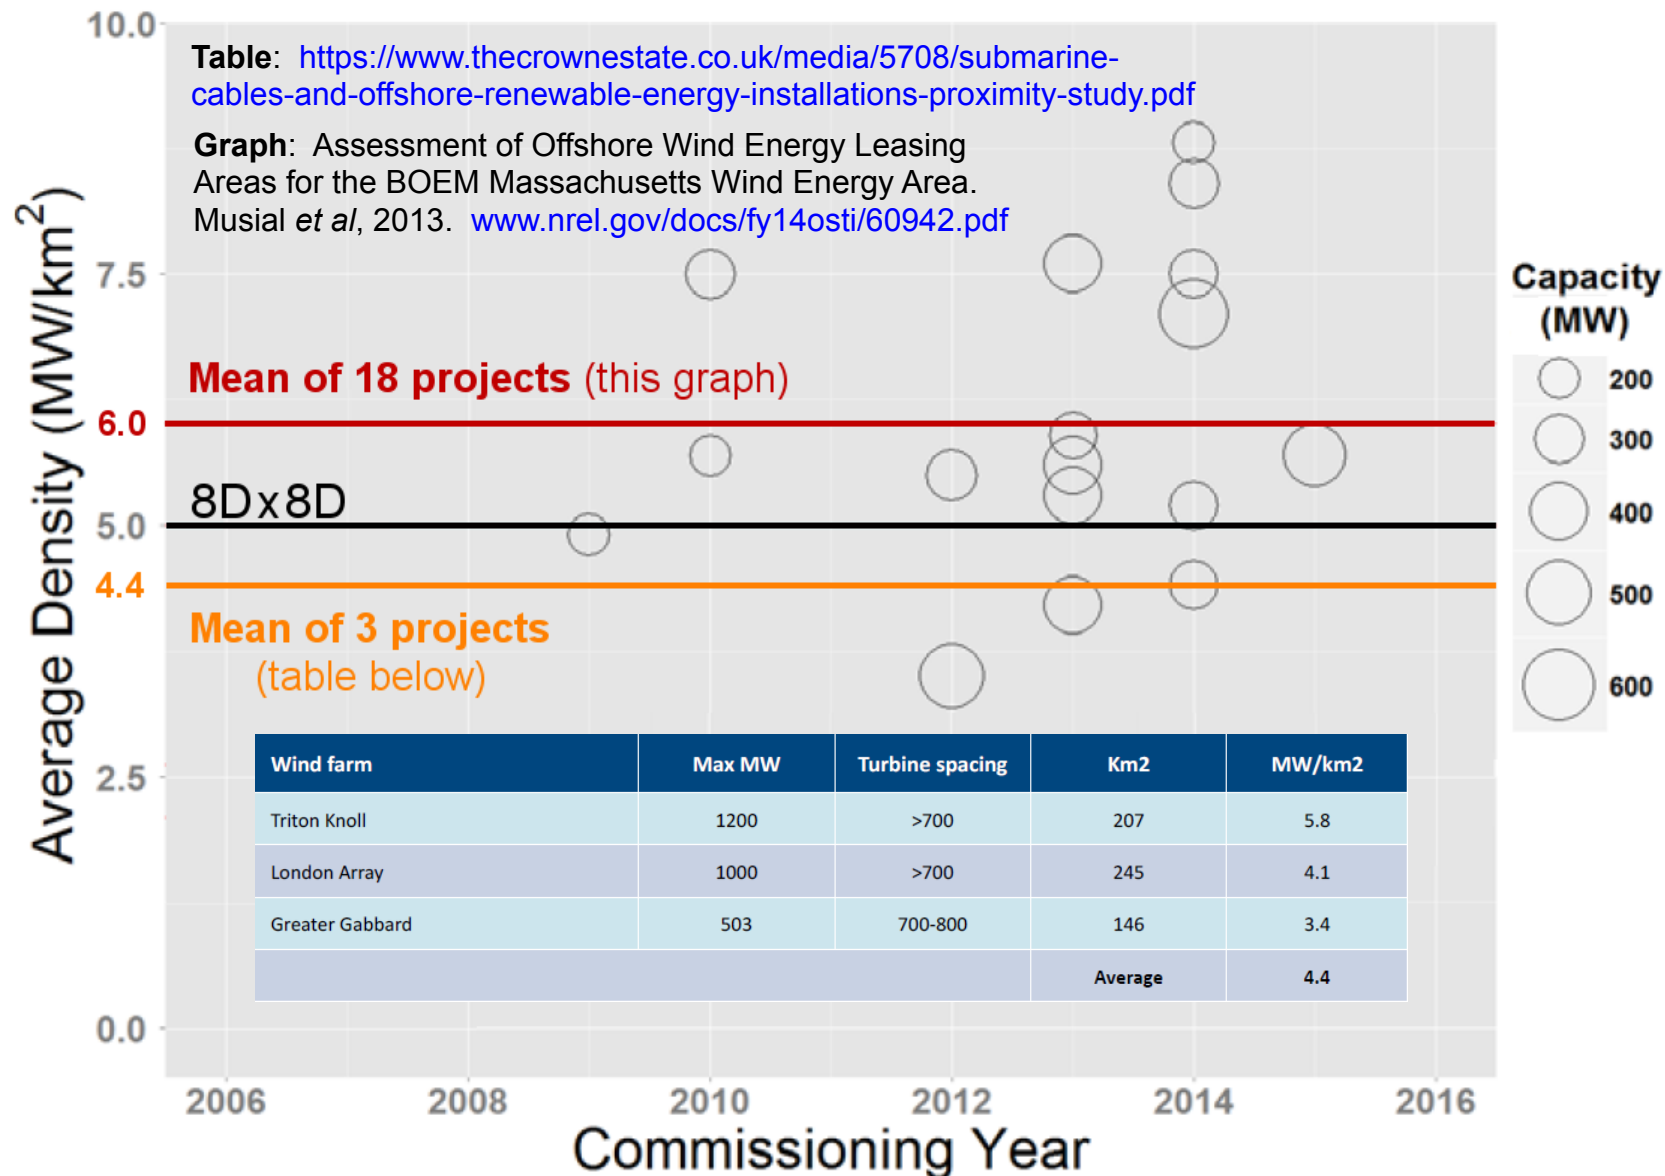 10.0
Table: https://www.thecrownestate.co.uk/media/5708/submarine-
cables-and-offshore-renewable-energy-installations-proximity-study.pdf
Graph: Assessment of Offshore Wind Energy Leasing
Areas for the BOEM Massachusetts Wind Energy Area.
Musial et al, 2013. www.nrel.gov/docs/fy14osti/60942.pdf
Average Density (MW/km2)
7.5
Mean of 18 projects (this graph)
6.0
8Dx8D
5.0
4.4
Mean of 3 projects
(table below)
2.5
0.0
Wind farm Max MW Turbine spacing Km2 MW/km2
Triton Knoll 1200 >700 207 5.8
London Array 1000 >700 245 4.1
Greater Gabbard 503 700-800 146 3.4
Average 4.4
2006 2008 2010 2012 2014 2016
Commissioning Year
Capacity
(MW)
200
300
400
500
600